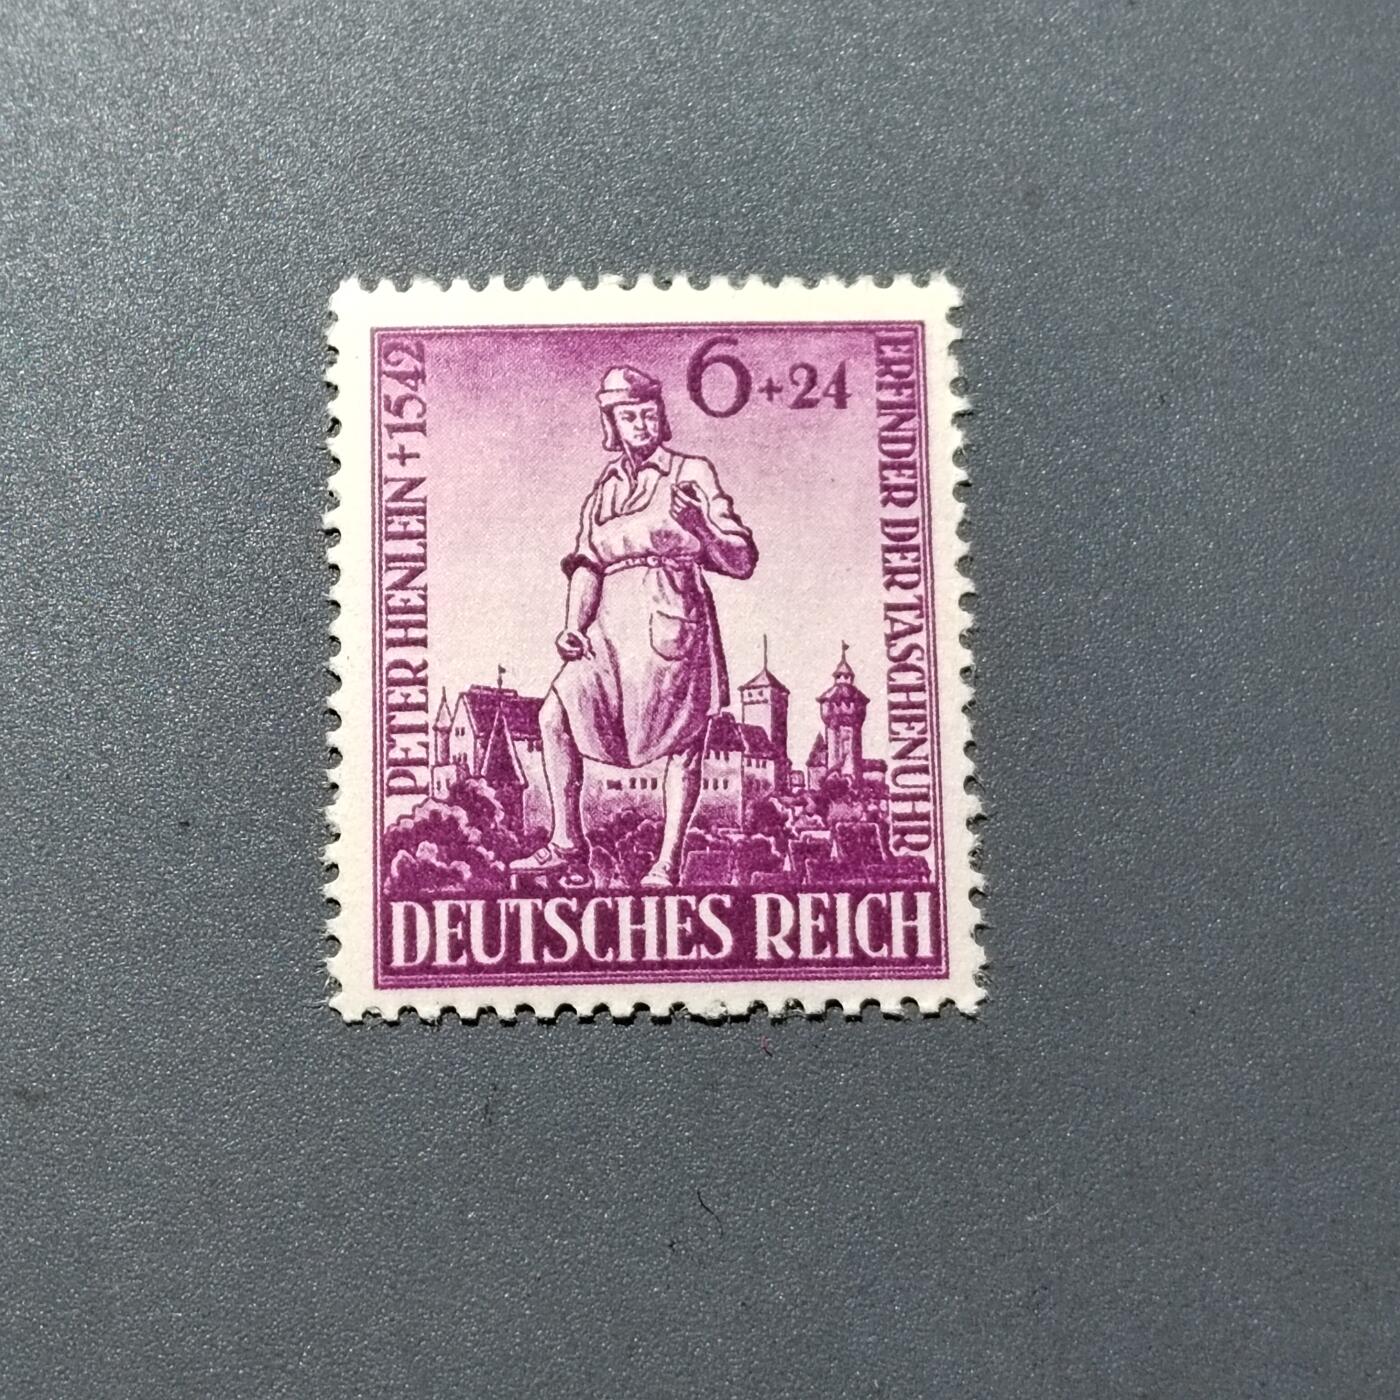 PETER HENLEIN + 1542
6+24
ERFINDER DER TASCHENUHR
DEUTSCHES REICH